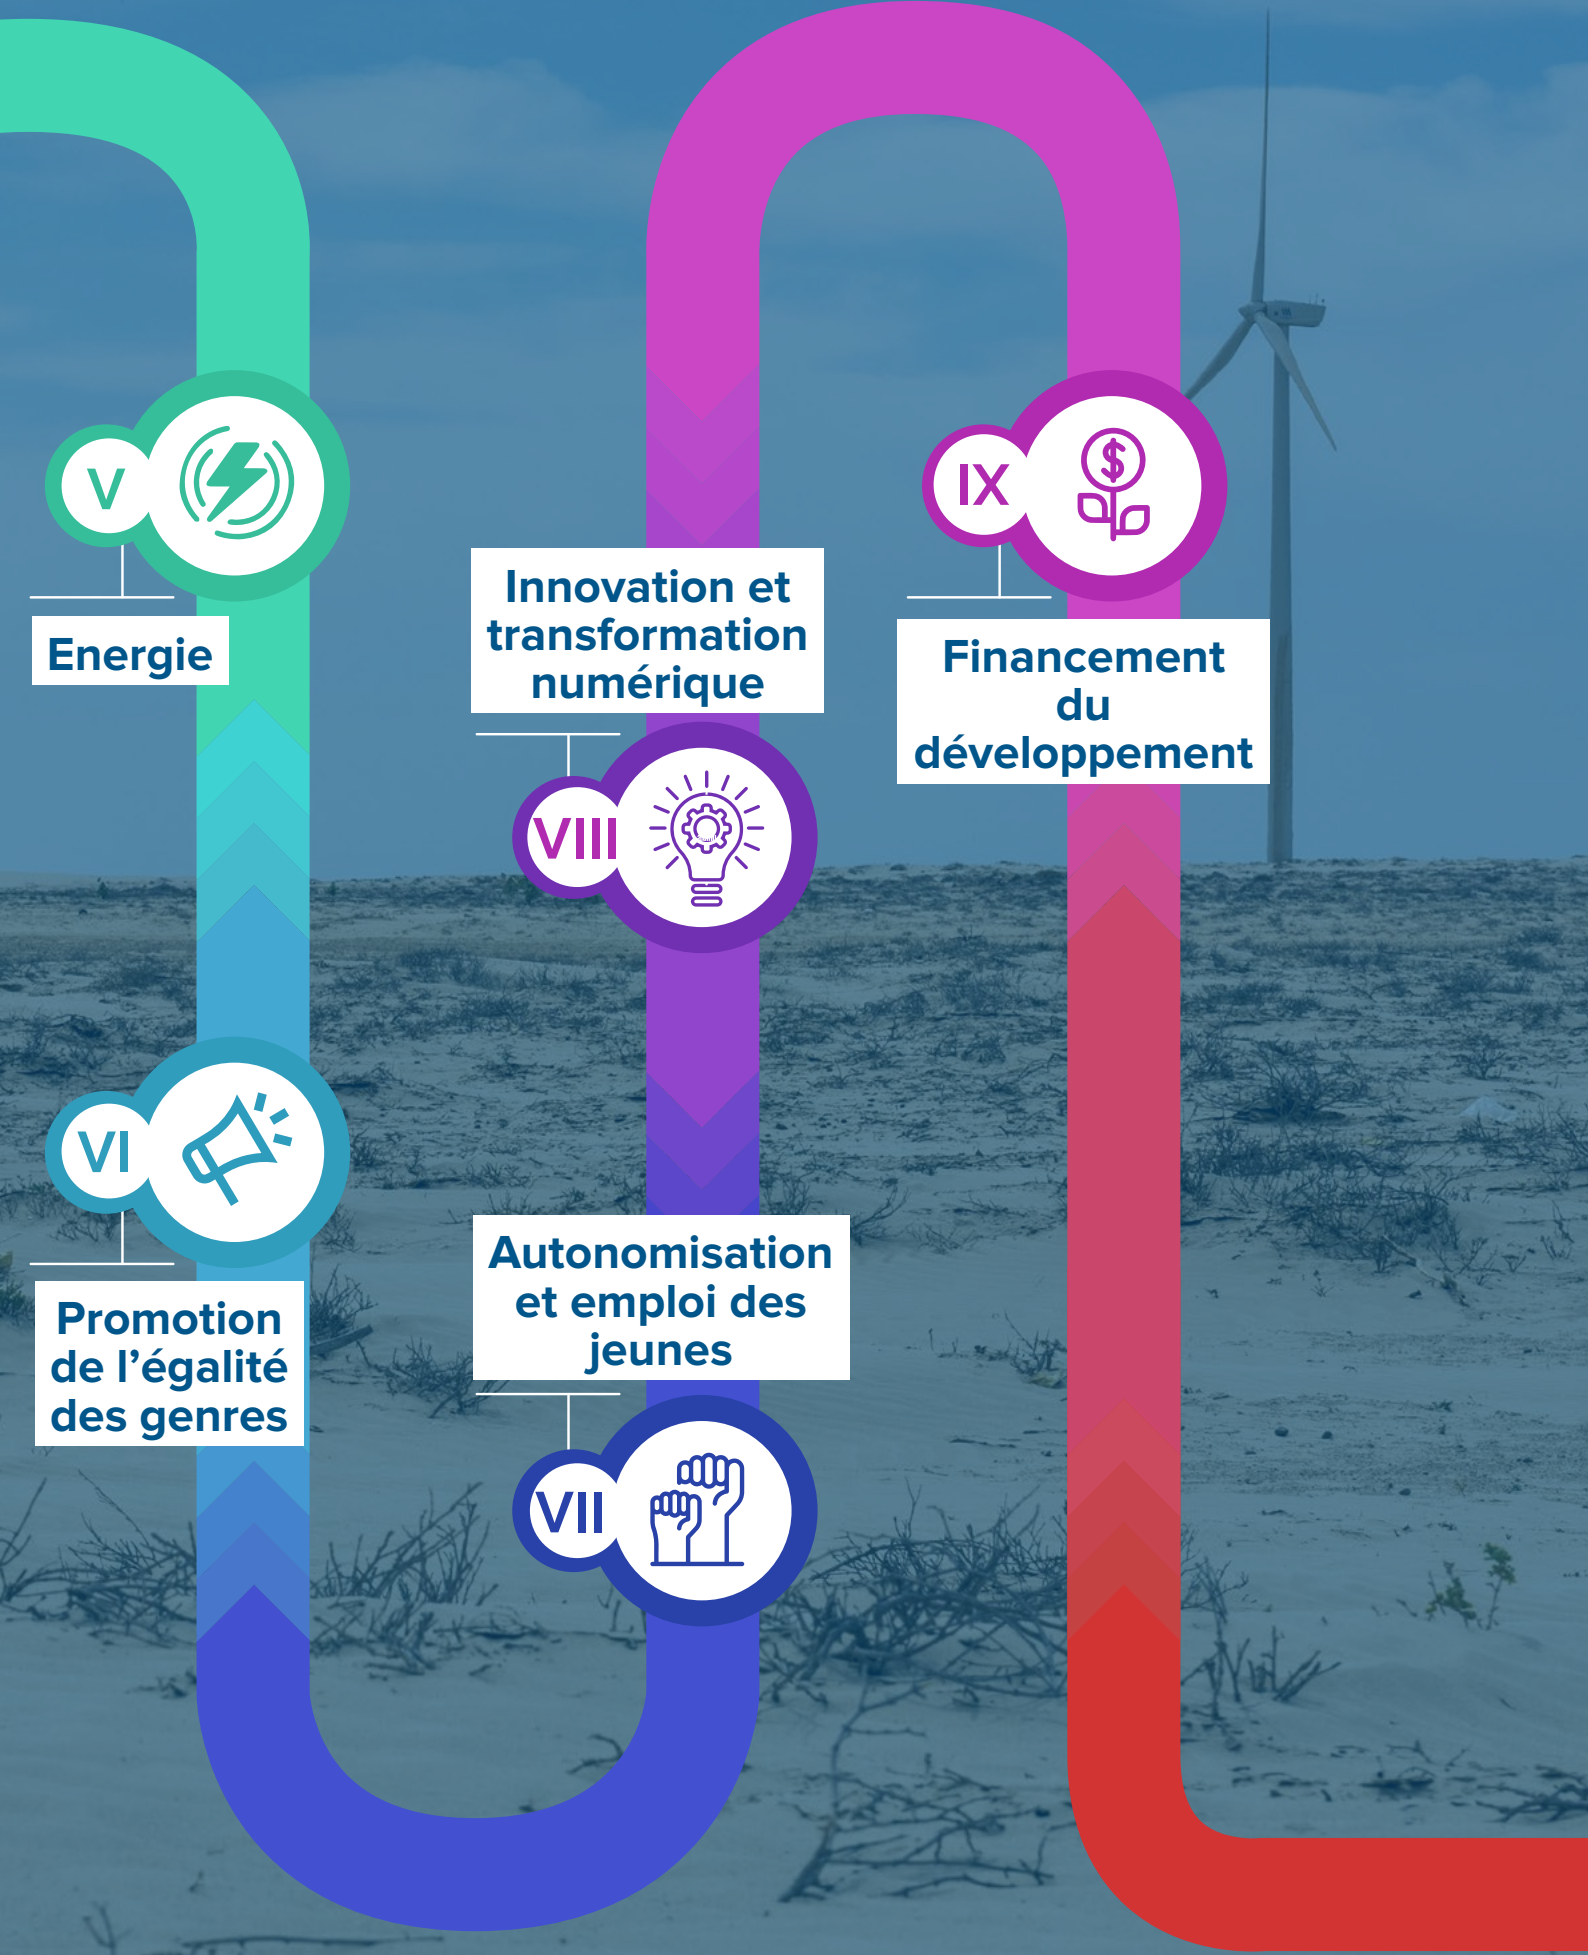 V
Energie
VI
Promotion
de l’égalité
des genres
Innovation et
transformation
numérique
VIII
Autonomisation
et emploi des
jeunes
VII
IX
$
Financement
du
développement